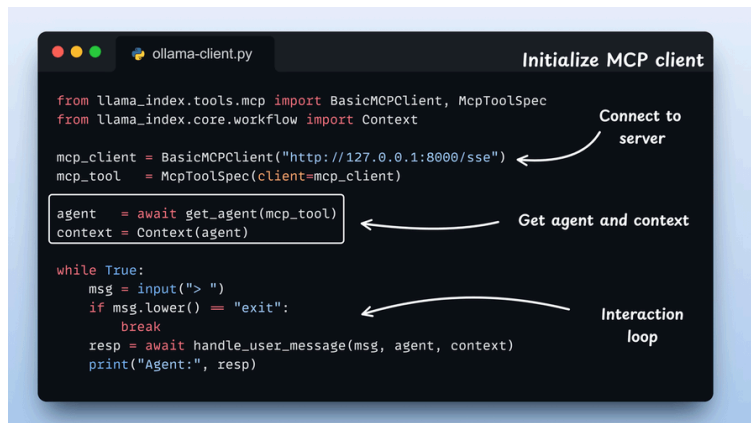 ollama-client.py
Initialize MCP client
from llama_index.tools.mcp import BasicMCPClient, McpToolSpec
from llama_index.core.workflow import Context
Connect to
server
mcp_client = BasicMCPClient("http://127.0.0.1:8000/sse")
mcp_tool   = McpToolSpec(client=mcp_client)
agent   = await get_agent(mcp_tool)
context = Context(agent)
Get agent and context
while True:
    msg = input("> ")
    if msg.lower() == "exit":
        break
    resp = await handle_user_message(msg, agent, context)
    print("Agent:", resp)
Interaction
loop